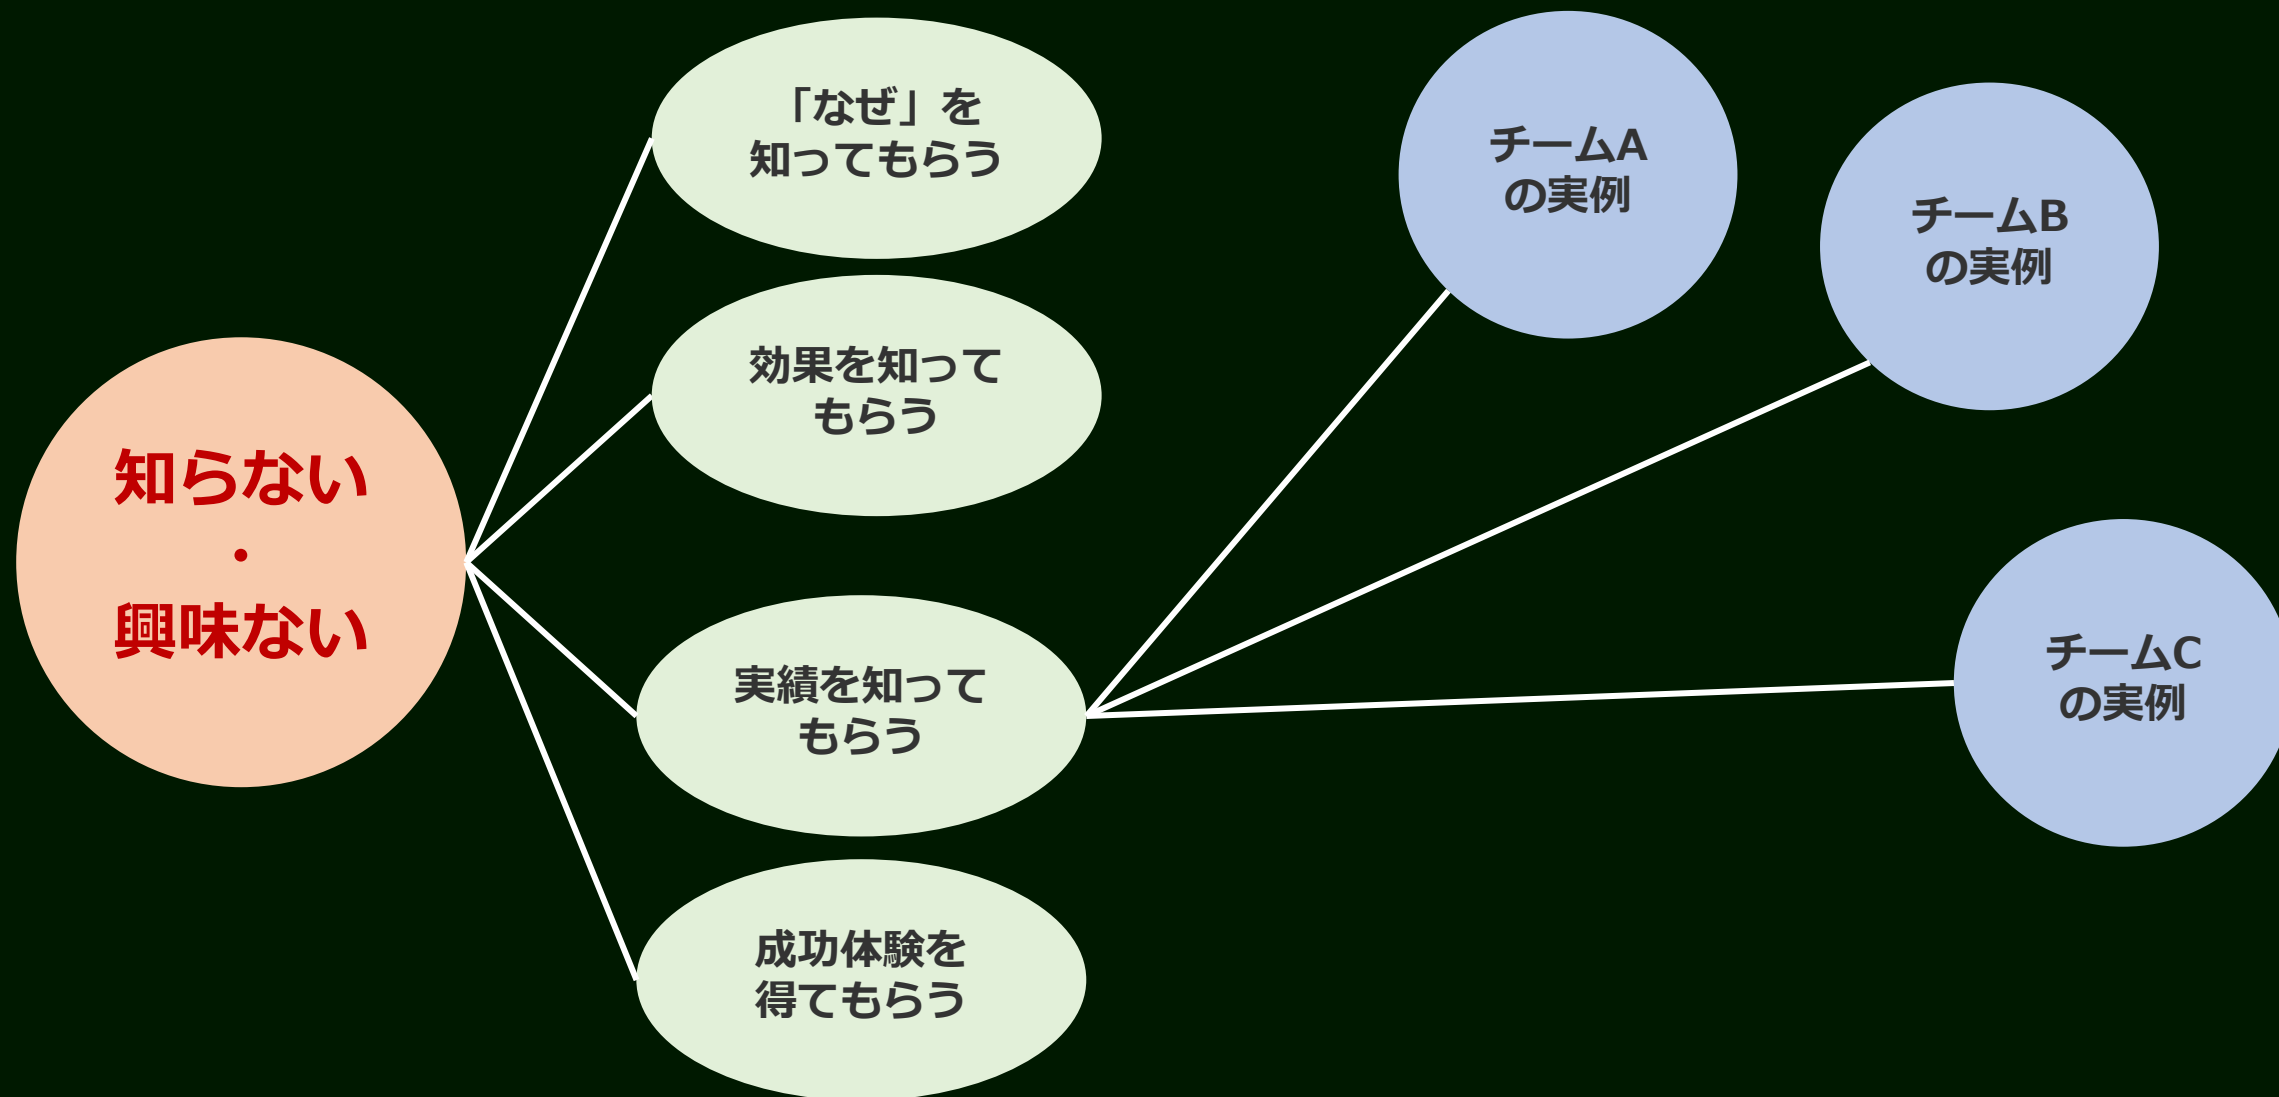 知らない
・
興味ない
「なぜ」を
知ってもらう
効果を知って
もらう
実績を知って
もらう
成功体験を
得てもらう
チームA
の実例
チームB
の実例
チームC
の実例